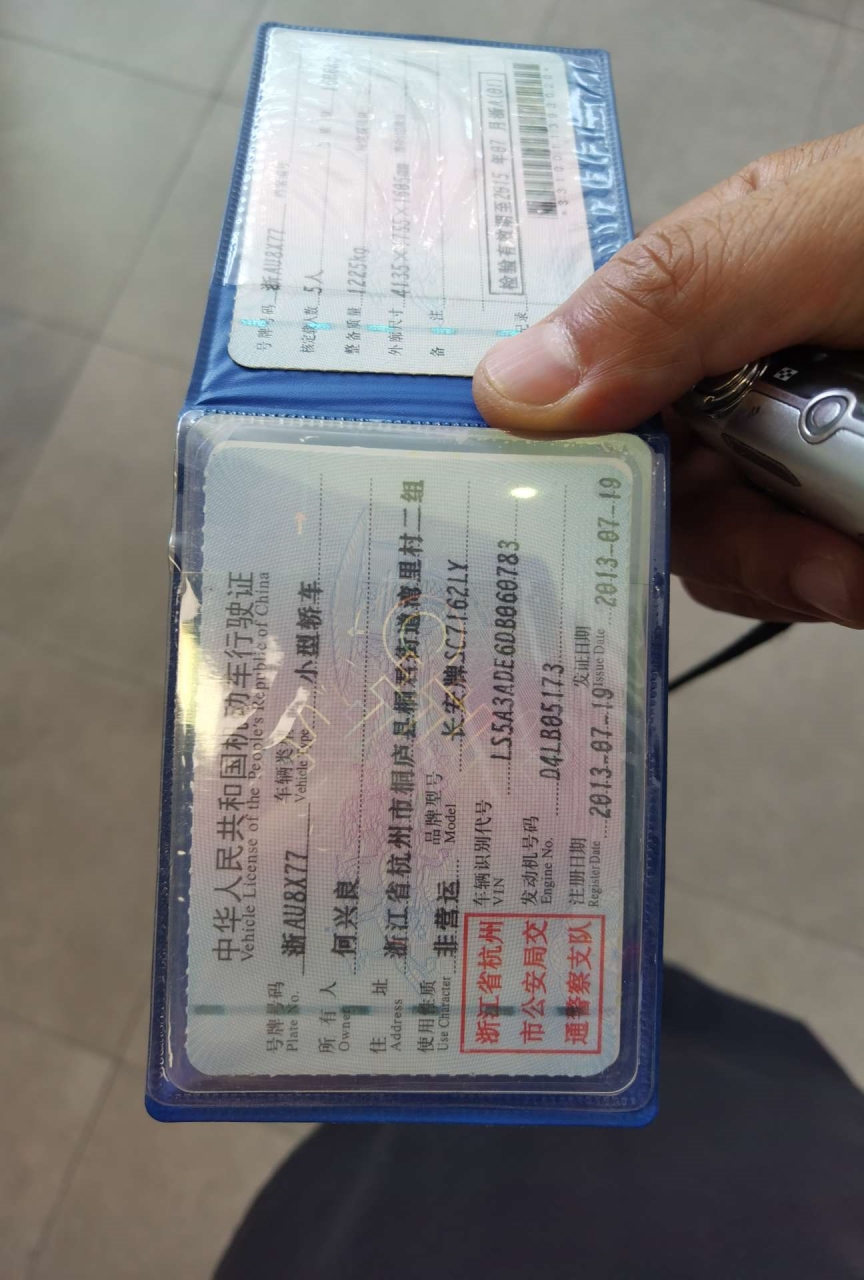 中华人民共和国机动车行驶证
Vehicle License of the People's Republic of China
号牌号码 浙AU8X77 车辆类型 小型轿车
Plate No. Vehicle Type
所有人 何兴良
Owner
住址 浙江省杭州市桐庐县桐君街道湾里村二组
Address
使用性质 非营运 品牌型号 长安牌SC7162LY
Use Character Model
浙江省杭州
市公安局交
通警察支队
车辆识别代号 LS5A3ADE6DB060783
VIN
发动机号码 D4LB05173
Engine No.
注册日期 2013-07-19 发证日期 2013-07-19
Register Date Issue Date
号牌号码 浙AU8X77 档案编号
核定载人数 5人
整备质量 1225kg
外廓尺寸 4135×1755×1605mm
备注
记录 检验有效期至2015年07月浙A(01)